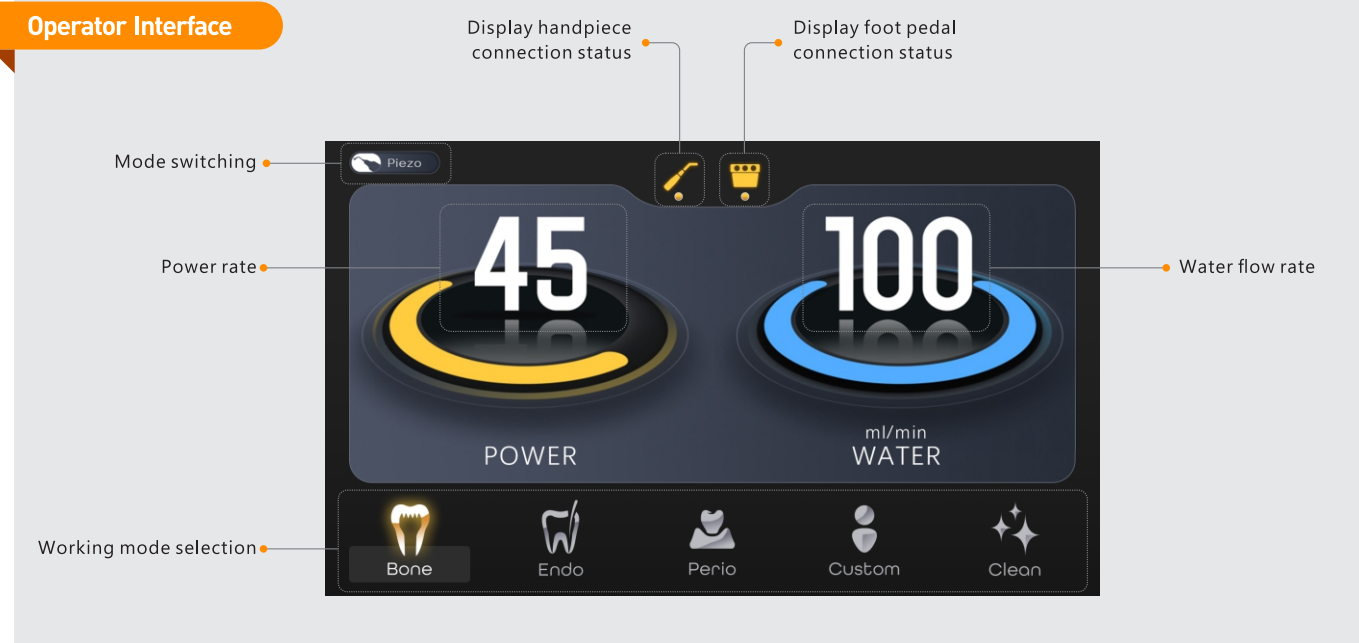 Operator Interface
Display handpiece
connection status
Display foot pedal
connection status
Mode switching
Piezo
Power rate
45
100
Water flow rate
POWER
ml/min
WATER
Working mode selection
Bone
Endo
Perio
Custom
Clean